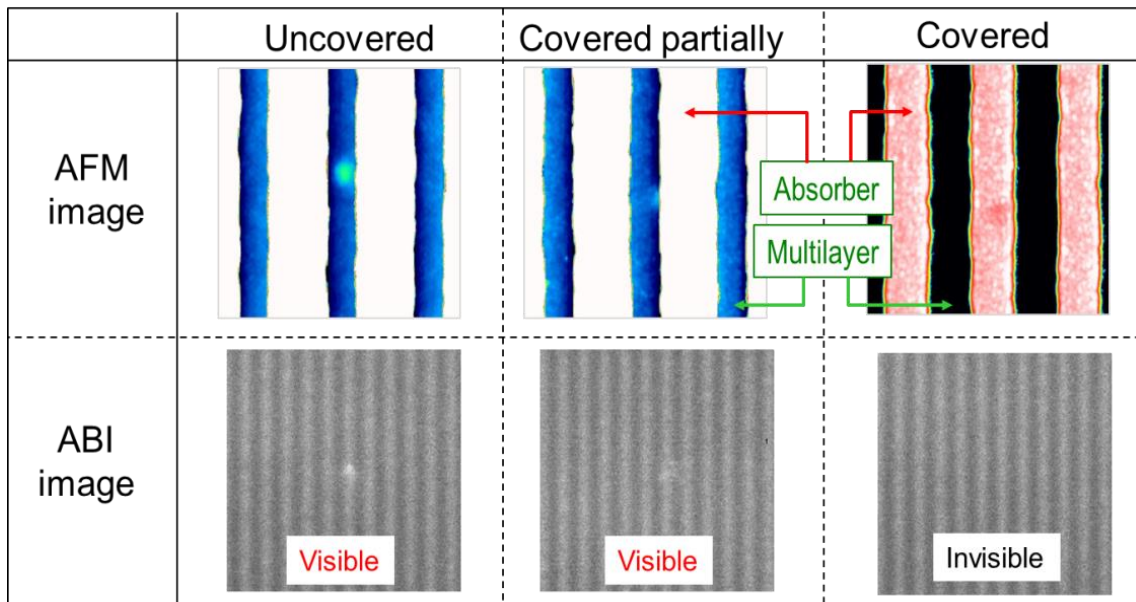 Uncovered
Covered partially
Covered
AFM
image
Absorber
Multilayer
ABI
image
Visible
Visible
Invisible